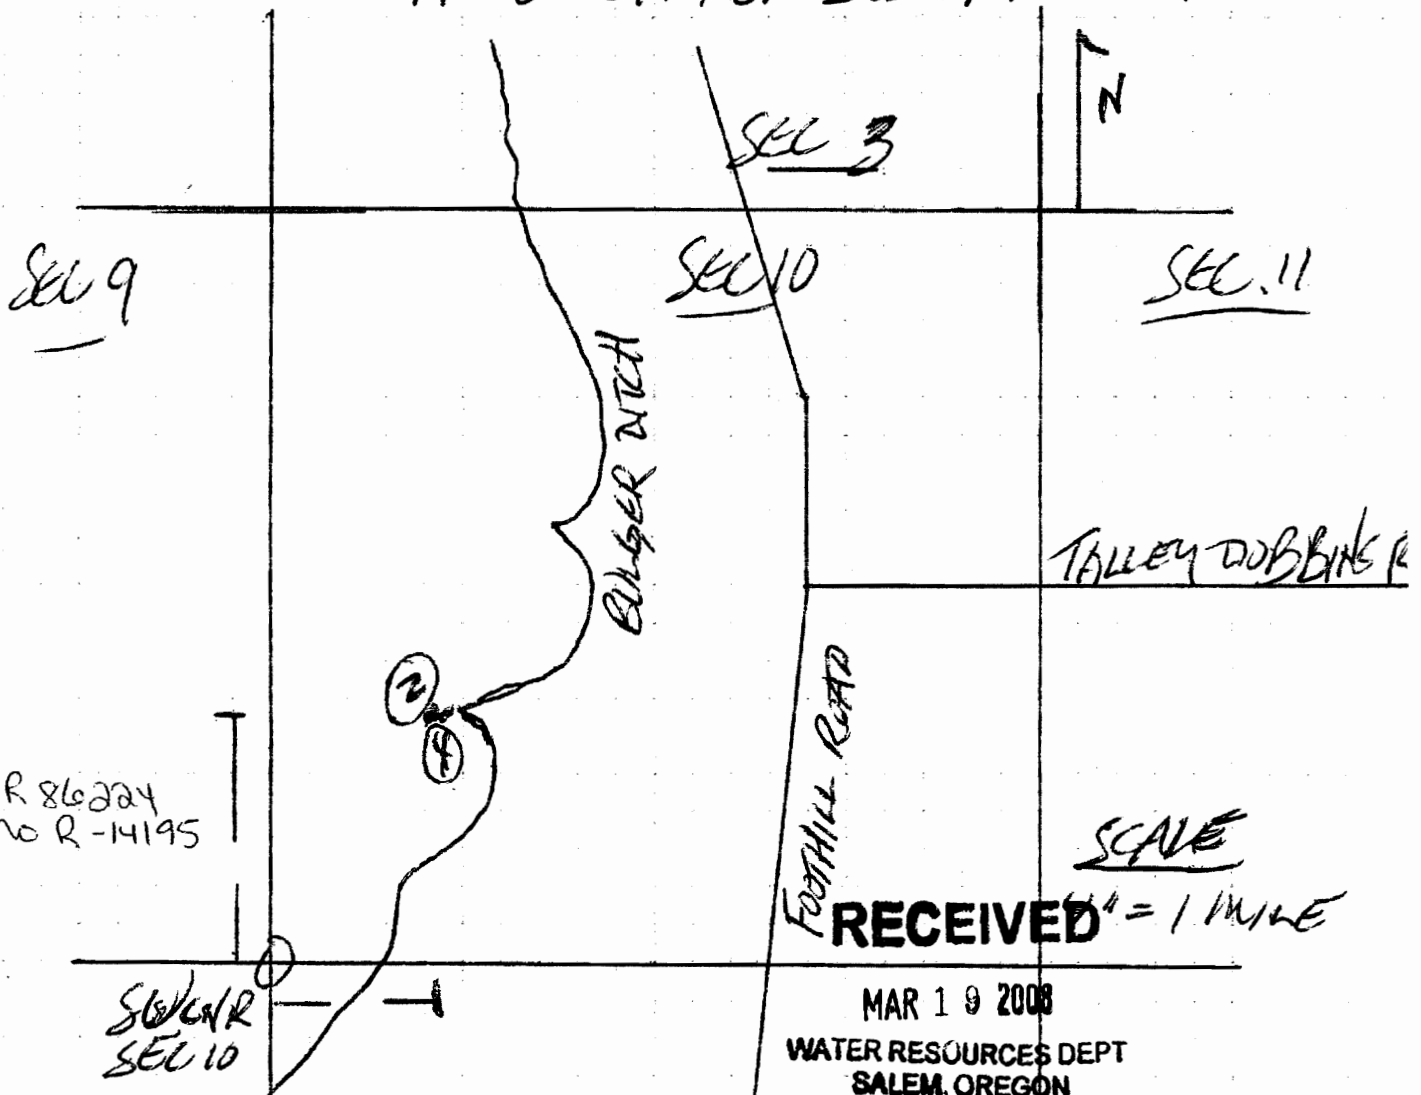 N
SEC 3
SEC 9
SEC 10
SEC. 11
BULGER DITCH
TALLEY DOBBINS R
2
4
FOOTHILL ROAD
R 86224
R-14195
SCALE
" = 1 MILE
RECEIVED
SW CNR
SEC 10
MAR 19 2008
WATER RESOURCES DEPT
SALEM, OREGON